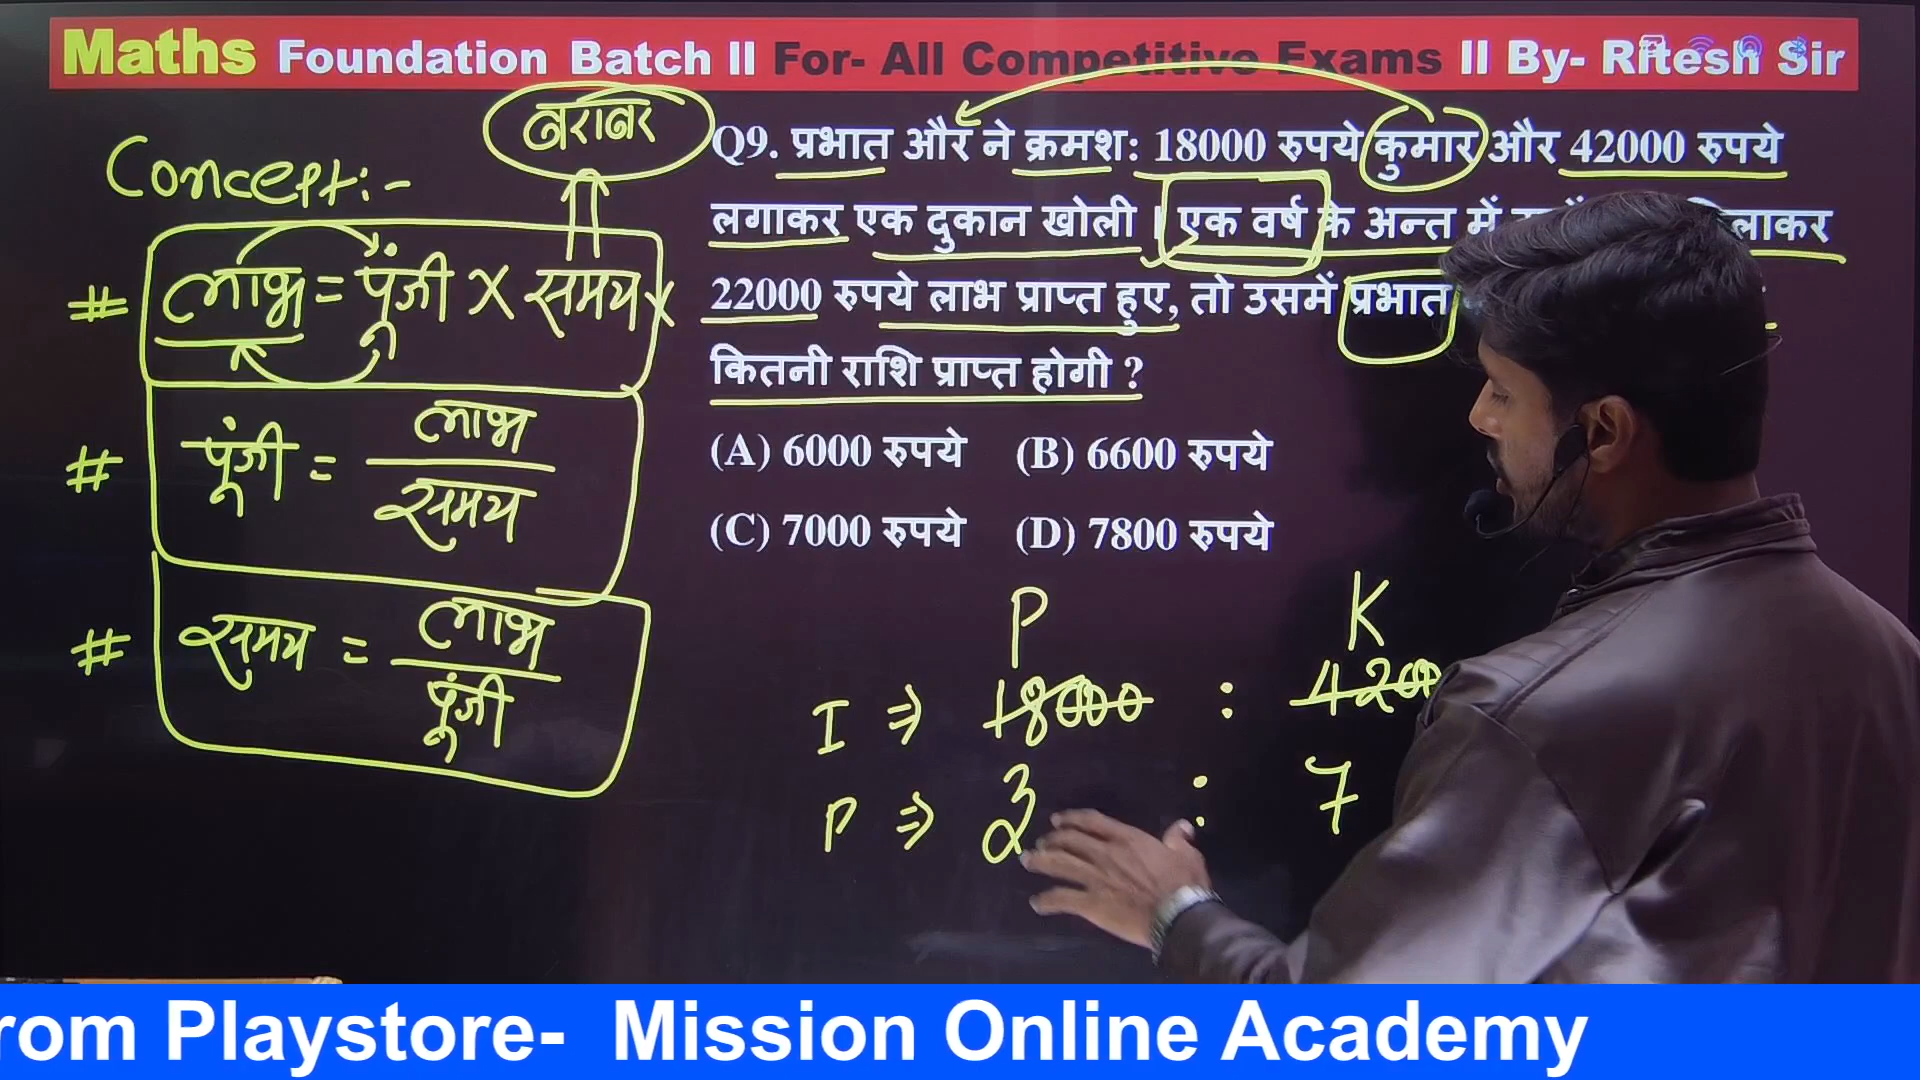 Maths Foundation Batch II For- All Competitive Exams II By- Ritesh Sir
बराबर
Concept:-
# लाभ = पूंजी × समय ×
# पूंजी = लाभ / समय
# समय = लाभ / पूंजी
Q9. प्रभात और ने क्रमश: 18000 रुपये कुमार और 42000 रुपये
लगाकर एक दुकान खोली । एक वर्ष के अन्त में
22000 रुपये लाभ प्राप्त हुए, तो उसमें प्रभात
कितनी राशि प्राप्त होगी ?
(A) 6000 रुपये (B) 6600 रुपये
(C) 7000 रुपये (D) 7800 रुपये
P K
I ⇒ 18000 : 4200
P ⇒ 3 : 7
rom Playstore- Mission Online Academy